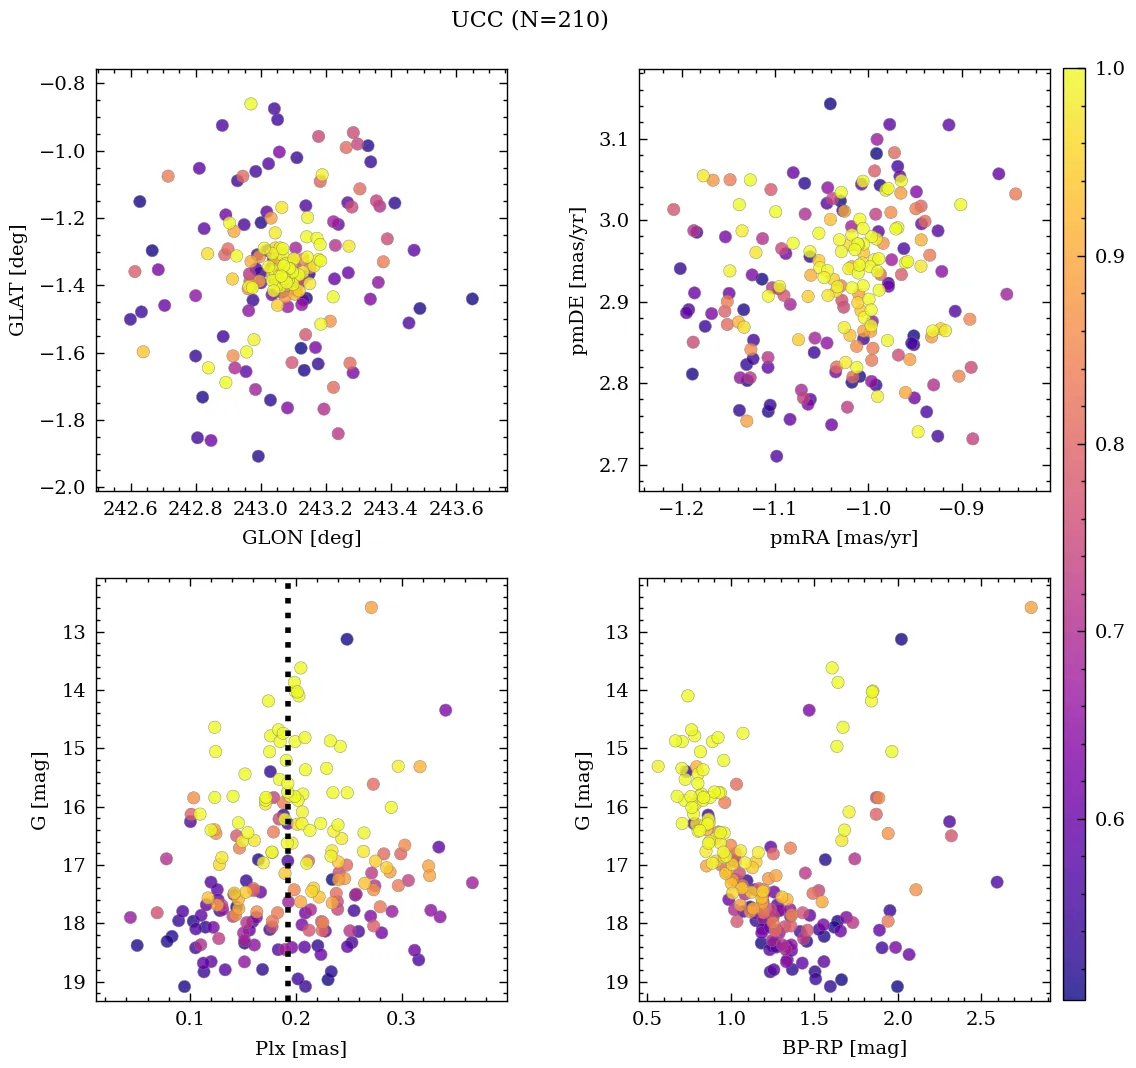 UCC (N=210)
−0.8
−1.0
−1.2
−1.4
−1.6
−1.8
−2.0
GLAT [deg]
242.6 242.8 243.0 243.2 243.4 243.6
GLON [deg]
3.1
3.0
2.9
2.8
2.7
pmDE [mas/yr]
−1.2 −1.1 −1.0 −0.9
pmRA [mas/yr]
1.0
0.9
0.8
0.7
0.6
13
14
15
16
17
18
19
G [mag]
0.1 0.2 0.3
Plx [mas]
13
14
15
16
17
18
19
G [mag]
0.5 1.0 1.5 2.0 2.5
BP-RP [mag]